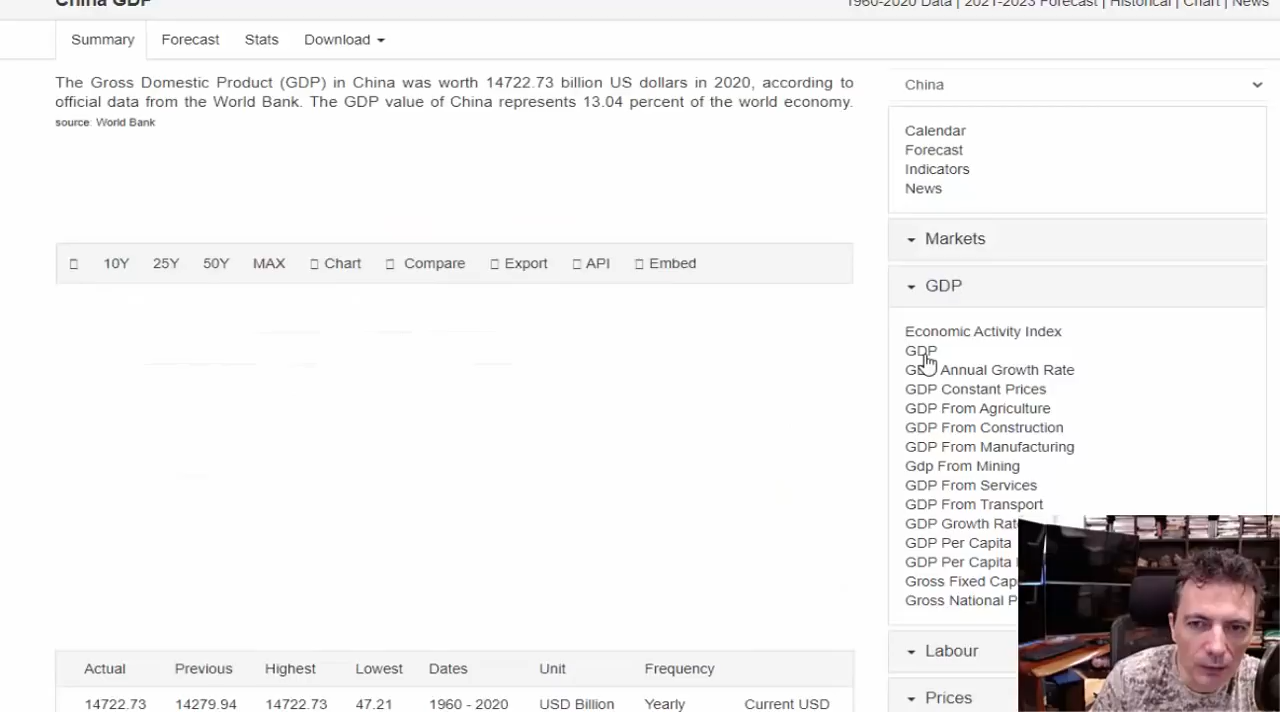 China GDP
1960-2020 Data | 2021-2023 Forecast | Historical | Chart | News
Summary
Forecast
Stats
Download
The Gross Domestic Product (GDP) in China was worth 14722.73 billion US dollars in 2020, according to
official data from the World Bank. The GDP value of China represents 13.04 percent of the world economy.
source: World Bank
10Y 25Y 50Y MAX Chart Compare Export API Embed
Actual Previous Highest Lowest Dates Unit Frequency
14722.73 14279.94 14722.73 47.21 1960 - 2020 USD Billion Yearly Current USD
China
Calendar
Forecast
Indicators
News
Markets
GDP
Economic Activity Index
GDP
GDP Annual Growth Rate
GDP Constant Prices
GDP From Agriculture
GDP From Construction
GDP From Manufacturing
Gdp From Mining
GDP From Services
GDP From Transport
GDP Growth Rat
GDP Per Capita
GDP Per Capita
Gross Fixed Cap
Gross National P
Labour
Prices